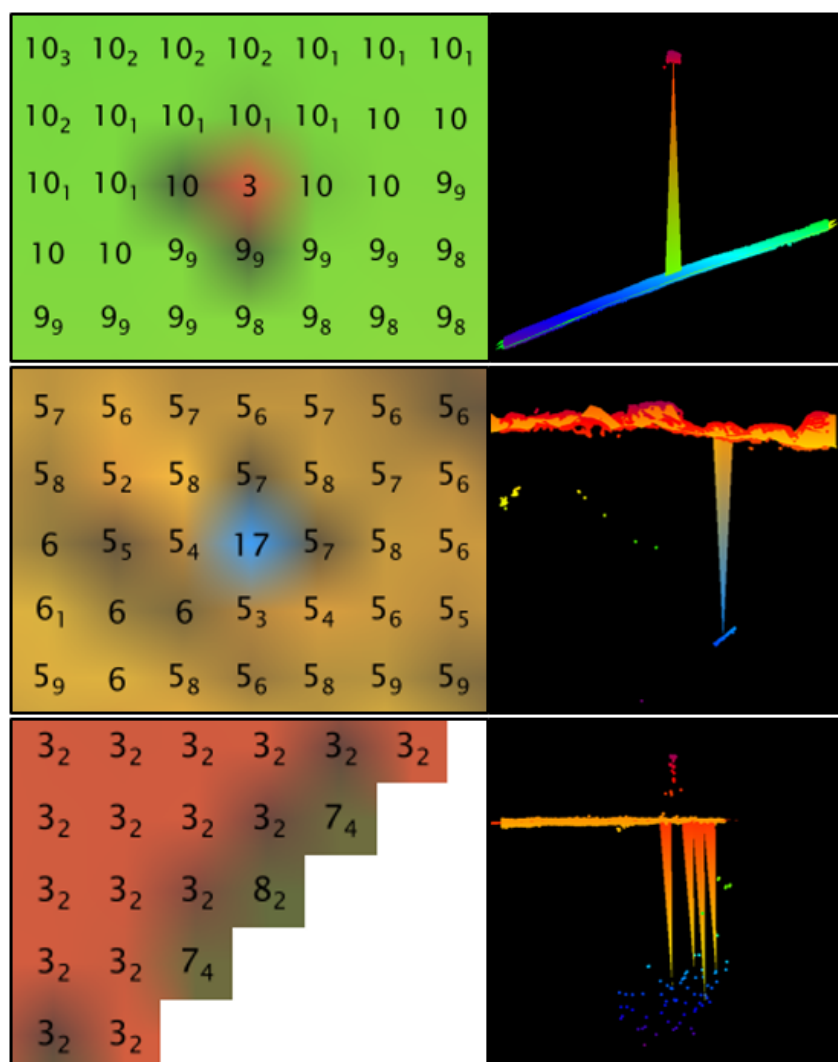 10₃ 10₂ 10₂ 10₂ 10₁ 10₁ 10₁
10₂ 10₁ 10₁ 10₁ 10₁ 10 10
10₁ 10₁ 10 3 10 10 9₉
10 10 9₉ 9₉ 9₉ 9₉ 9₈
9₉ 9₉ 9₉ 9₈ 9₈ 9₈ 9₈
5₇ 5₆ 5₇ 5₆ 5₇ 5₆ 5₆
5₈ 5₂ 5₈ 5₇ 5₈ 5₇ 5₆
6 5₅ 5₄ 17 5₇ 5₈ 5₆
6₁ 6 6 5₃ 5₄ 5₆ 5₅
5₉ 6 5₈ 5₆ 5₈ 5₉ 5₉
3₂ 3₂ 3₂ 3₂ 3₂ 3₂
3₂ 3₂ 3₂ 3₂ 7₄
3₂ 3₂ 3₂ 8₂
3₂ 3₂ 7₄
3₂ 3₂